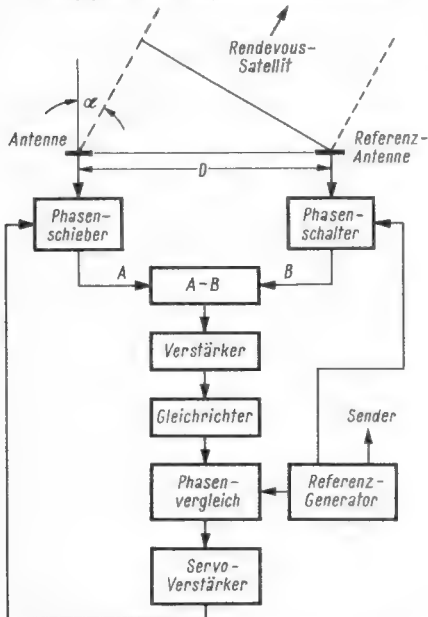 Rendevous-
Satellit
α
Antenne
Referenz-
Antenne
D
Phasen-
schieber
Phasen-
schalter
A
B
A-B
Verstärker
Gleichrichter
Sender
Phasen-
vergleich
Referenz-
Generator
Servo-
Verstärker